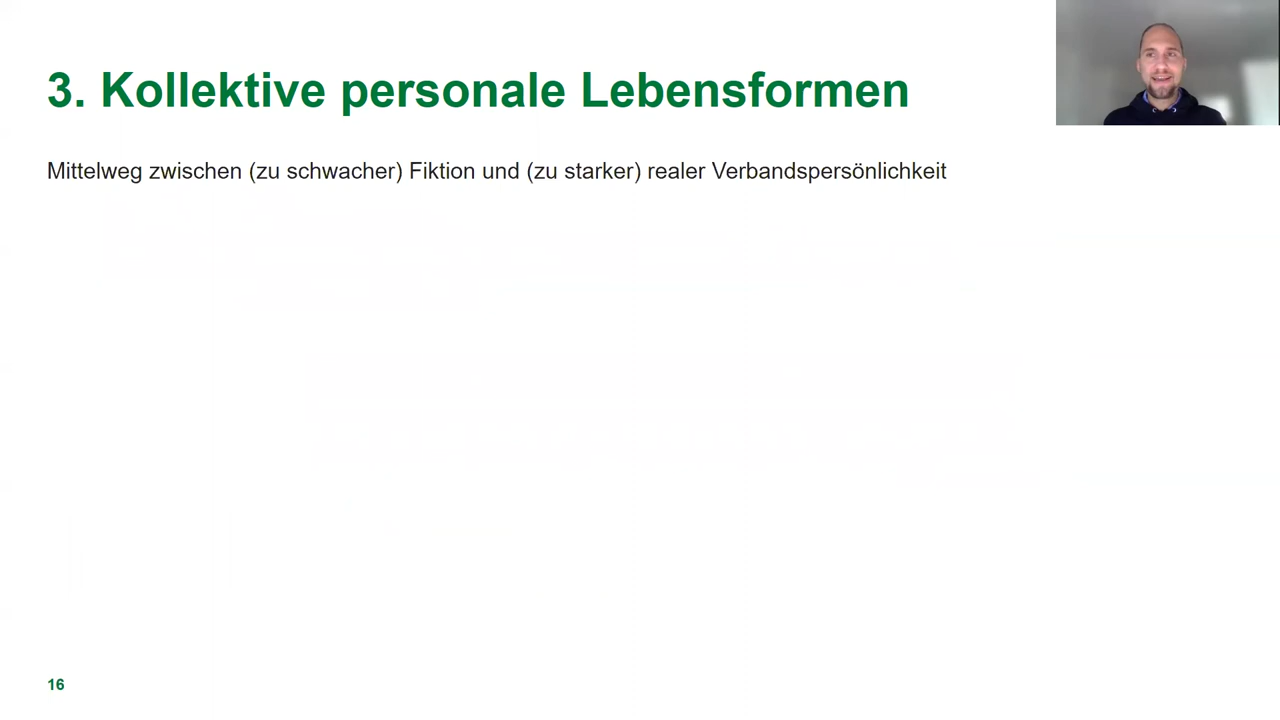 3. Kollektive personale Lebensformen
Mittelweg zwischen (zu schwacher) Fiktion und (zu starker) realer Verbandspersönlichkeit
16